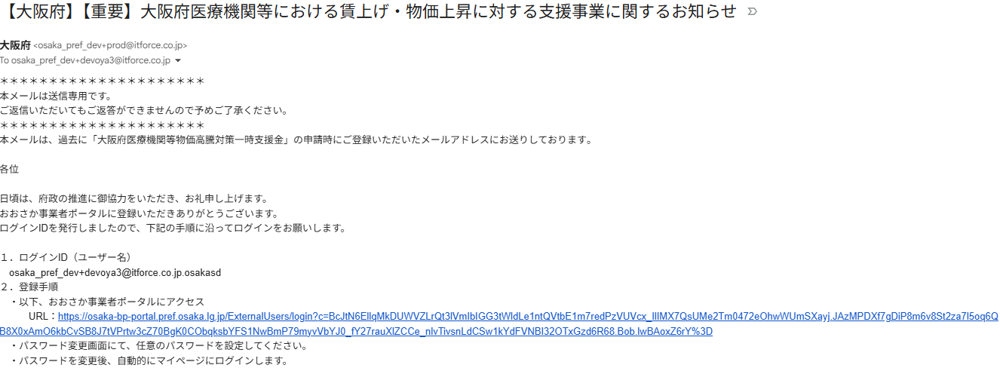 【大阪府】【重要】大阪府医療機関等における賃上げ・物価上昇に対する支援事業に関するお知らせ
大阪府 <osaka_pref_dev+prod@itforce.co.jp>
To osaka_pref_dev+devoya3@itforce.co.jp
＊＊＊＊＊＊＊＊＊＊＊＊＊＊＊＊＊＊＊＊＊
本メールは送信専用です。
ご返信いただいてもご返答ができませんので予めご了承ください。
＊＊＊＊＊＊＊＊＊＊＊＊＊＊＊＊＊＊＊＊＊
本メールは、過去に「大阪府医療機関等物価高騰対策一時支援金」の申請時にご登録いただいたメールアドレスにお送りしております。
各位
日頃は、府政の推進に御協力をいただき、お礼申し上げます。
おおさか事業者ポータルに登録いただきありがとうございます。
ログインIDを発行しましたので、下記の手順に沿ってログインをお願いします。
１．ログインID（ユーザー名）
osaka_pref_dev+devoya3@itforce.co.jp.osakasd
２．登録手順
・以下、おおさか事業者ポータルにアクセス
URL：https://osaka-bp-portal.pref.osaka.lg.jp/ExternalUsers/login?c=BcJtN6EllqMkDUWVZLrQt3lVmIbIGG3tWldLe1ntQVtbE1m7redPzVUVcx_IIIMX7QsUMe2Tm0472eOhwWUmSXayj.JAzMPDXf7gDiP8m6v8St2za7I5oq6Q
B8X0xAmO6kbCvSB8J7tVPrtw3cZ70BgK0CObqksbYFS1NwBmP79myvVbYJ0_fY27rauXlZCCe_nIvTivsnLdCSw1kYdFVNBI32OTxGzd6R68.Bob.lwBAoxZ6rY%3D
・パスワード変更画面にて、任意のパスワードを設定してください。
・パスワードを変更後、自動的にマイページにログインします。